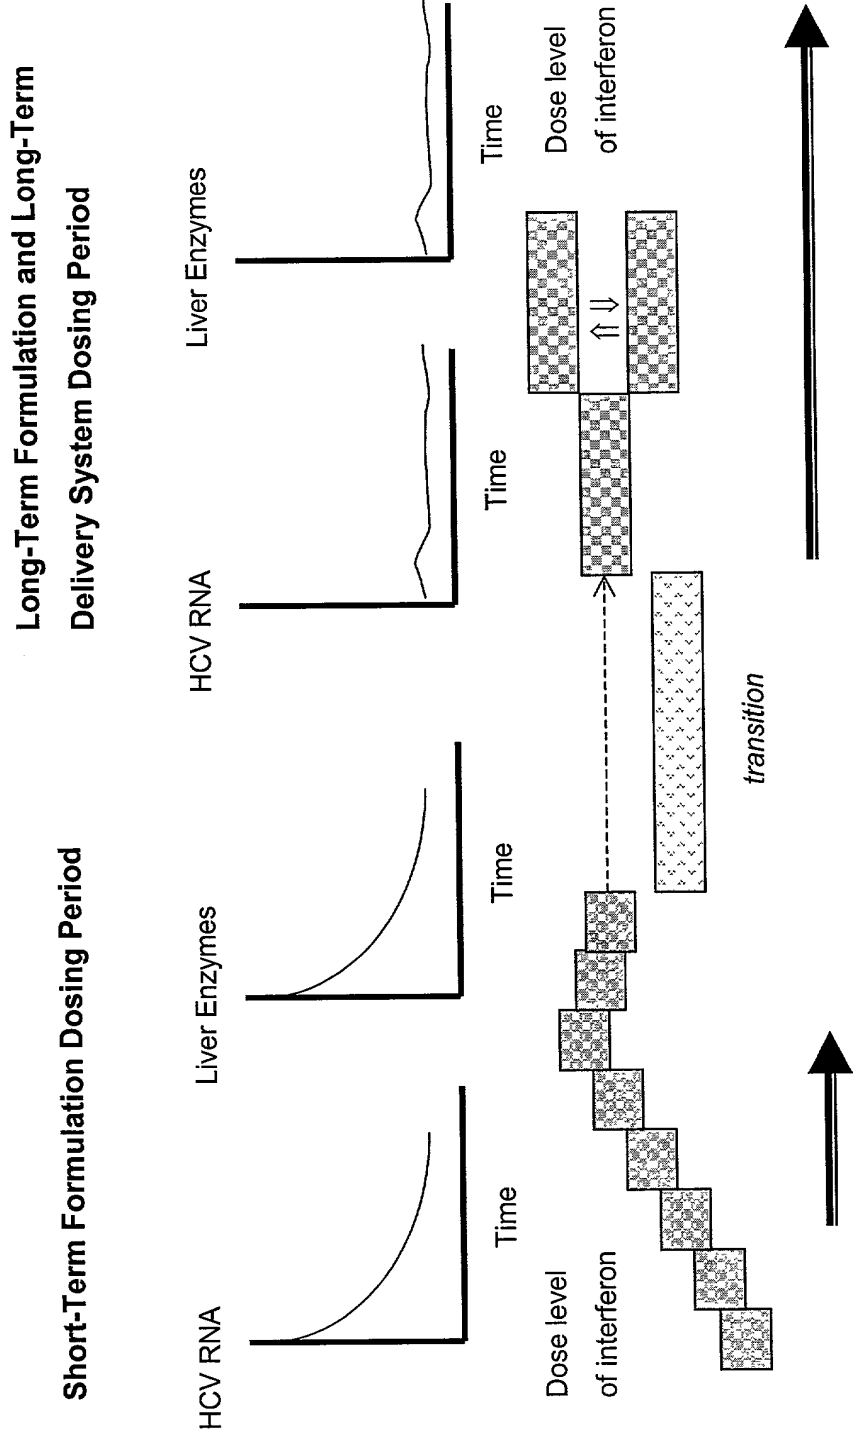 Short-Term Formulation Dosing Period
Long-Term Formulation and Long-Term
Delivery System Dosing Period
HCV RNA
Liver Enzymes
HCV RNA
Liver Enzymes
Time
Time
Time
Time
Dose level
of interferon
Dose level
of interferon
transition